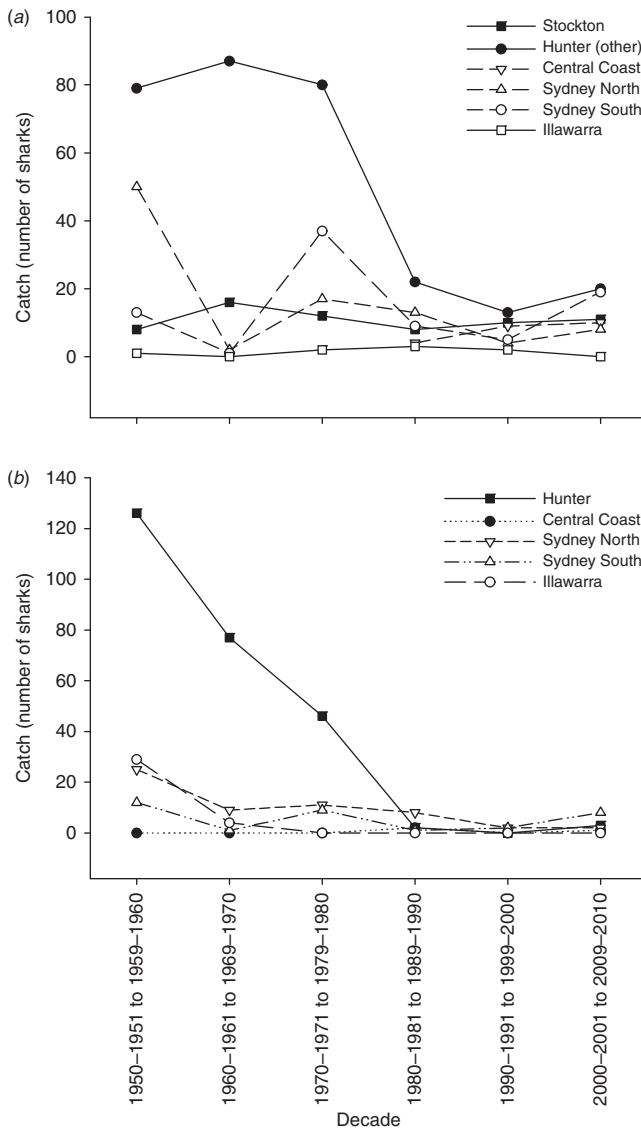 (a)
100
80
60
40
20
0
Catch (number of sharks)
Stockton
Hunter (other)
Central Coast
Sydney North
Sydney South
Illawarra
(b)
140
120
100
80
60
40
20
0
Catch (number of sharks)
Hunter
Central Coast
Sydney North
Sydney South
Illawarra
1950–1951 to 1959–1960
1960–1961 to 1969–1970
1970–1971 to 1979–1980
1980–1981 to 1989–1990
1990–1991 to 1999-2000
2000–2001 to 2009–2010
Decade